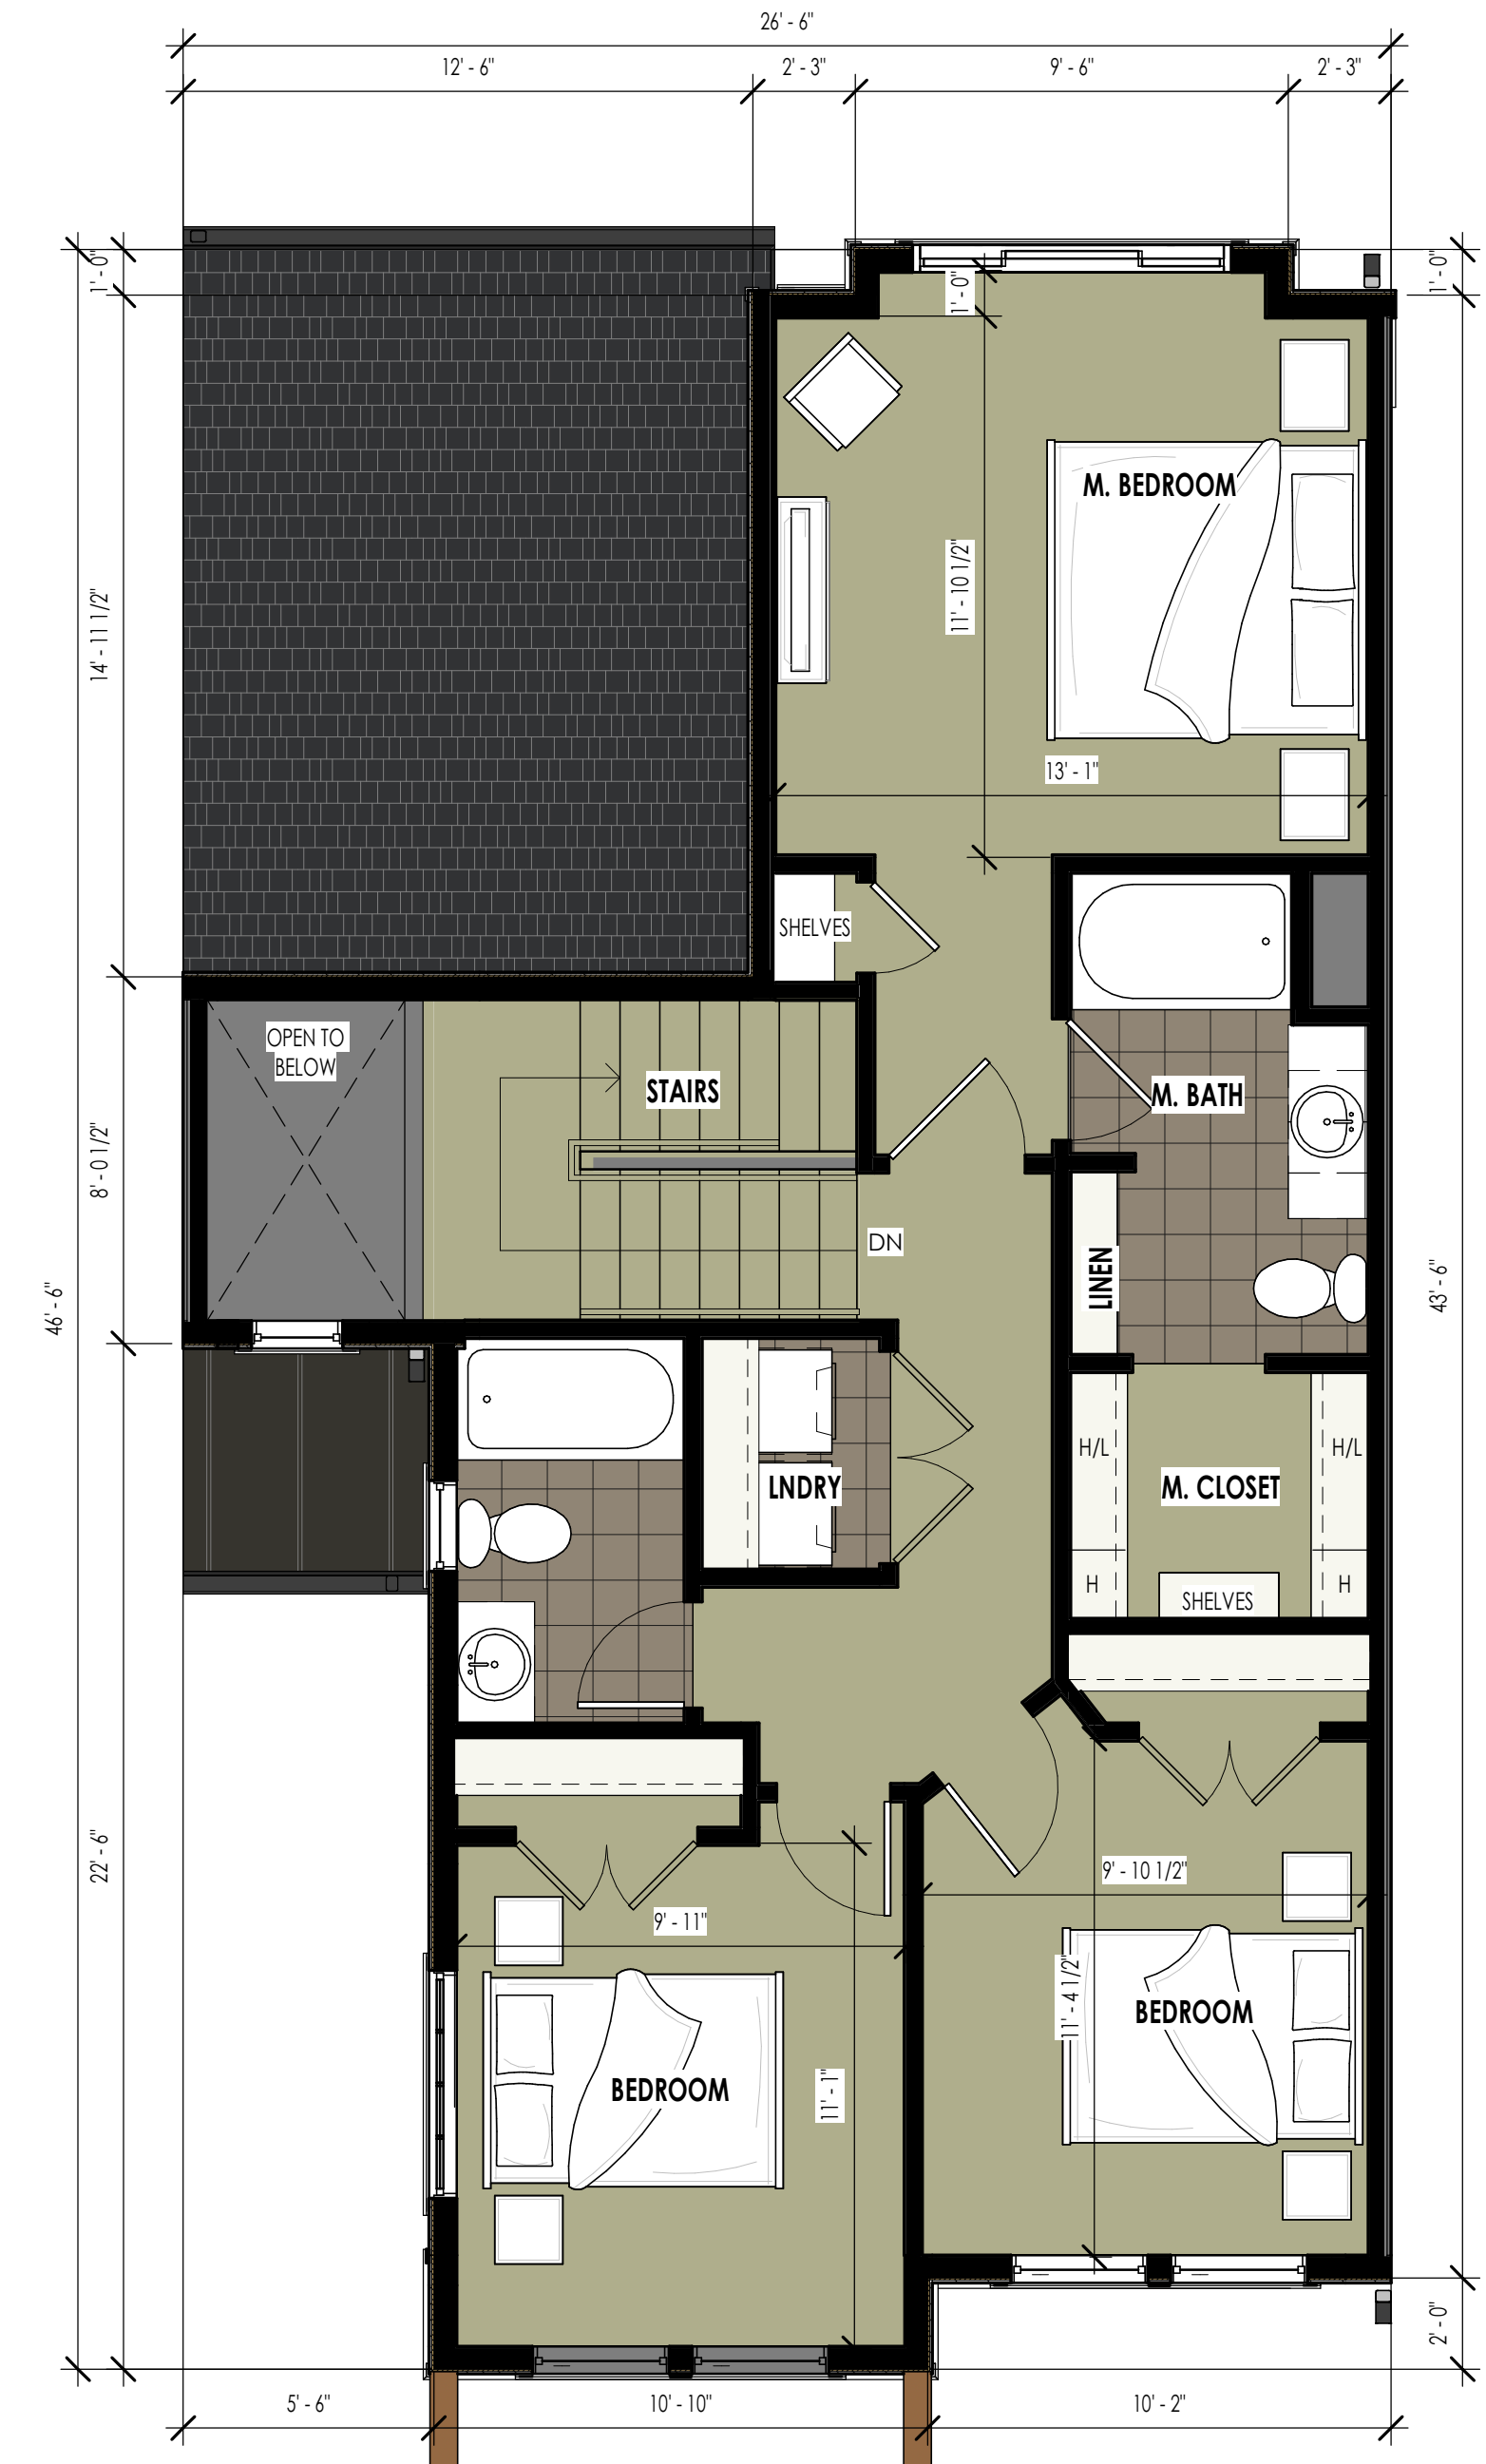 26' - 6"
12' - 6"
2' - 3"
9' - 6"
2' - 3"
1' - 0"
1' - 0"
1' - 0"
M. BEDROOM
11' - 10 1/2"
14' - 11 1/2"
13' - 1"
SHELVES
OPEN TO
BELOW
STAIRS
M. BATH
8' - 0 1/2"
DN
LINEN
46' - 6"
43' - 6"
H/L
H/L
LNDRY
M. CLOSET
H
SHELVES
H
22' - 6"
9' - 10 1/2"
9' - 11"
11' - 4 1/2"
BEDROOM
BEDROOM
11' - 1"
2' - 0"
5' - 6"
10' - 10"
10' - 2"